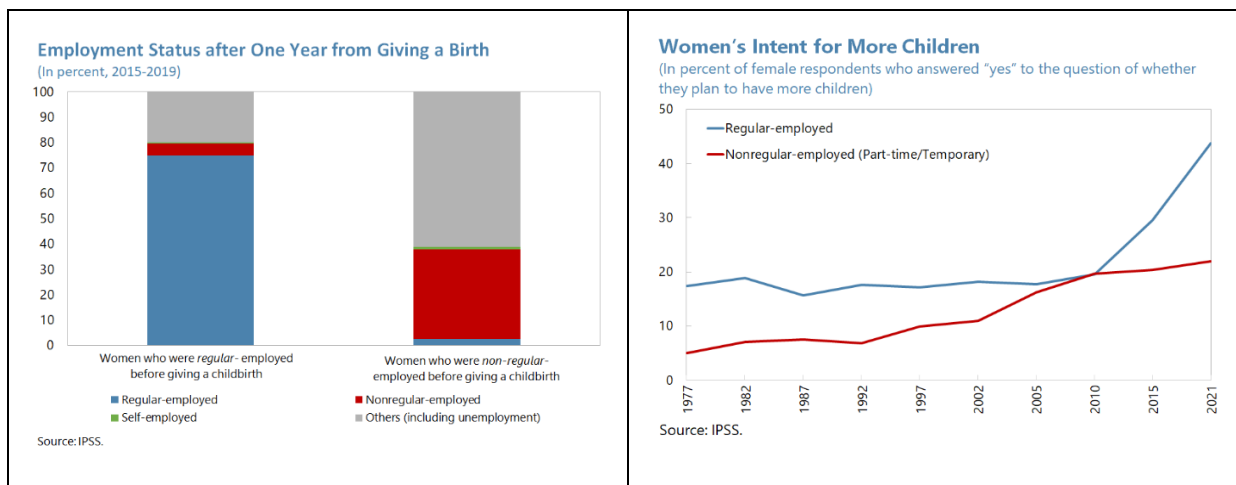 Employment Status after One Year from Giving a Birth
(In percent, 2015-2019)
100
90
80
70
60
50
40
30
20
10
0
Women who were regular- employed
before giving a childbirth
Women who were non-regular-
employed before giving a childbirth
Regular-employed
Nonregular-employed
Self-employed
Others (including unemployment)
Source: IPSS.
Women's Intent for More Children
(In percent of female respondents who answered "yes" to the question of whether
they plan to have more children)
50
40
30
20
10
0
Regular-employed
Nonregular-employed (Part-time/Temporary)
1977
1982
1987
1992
1997
2002
2005
2010
2015
2021
Source: IPSS.